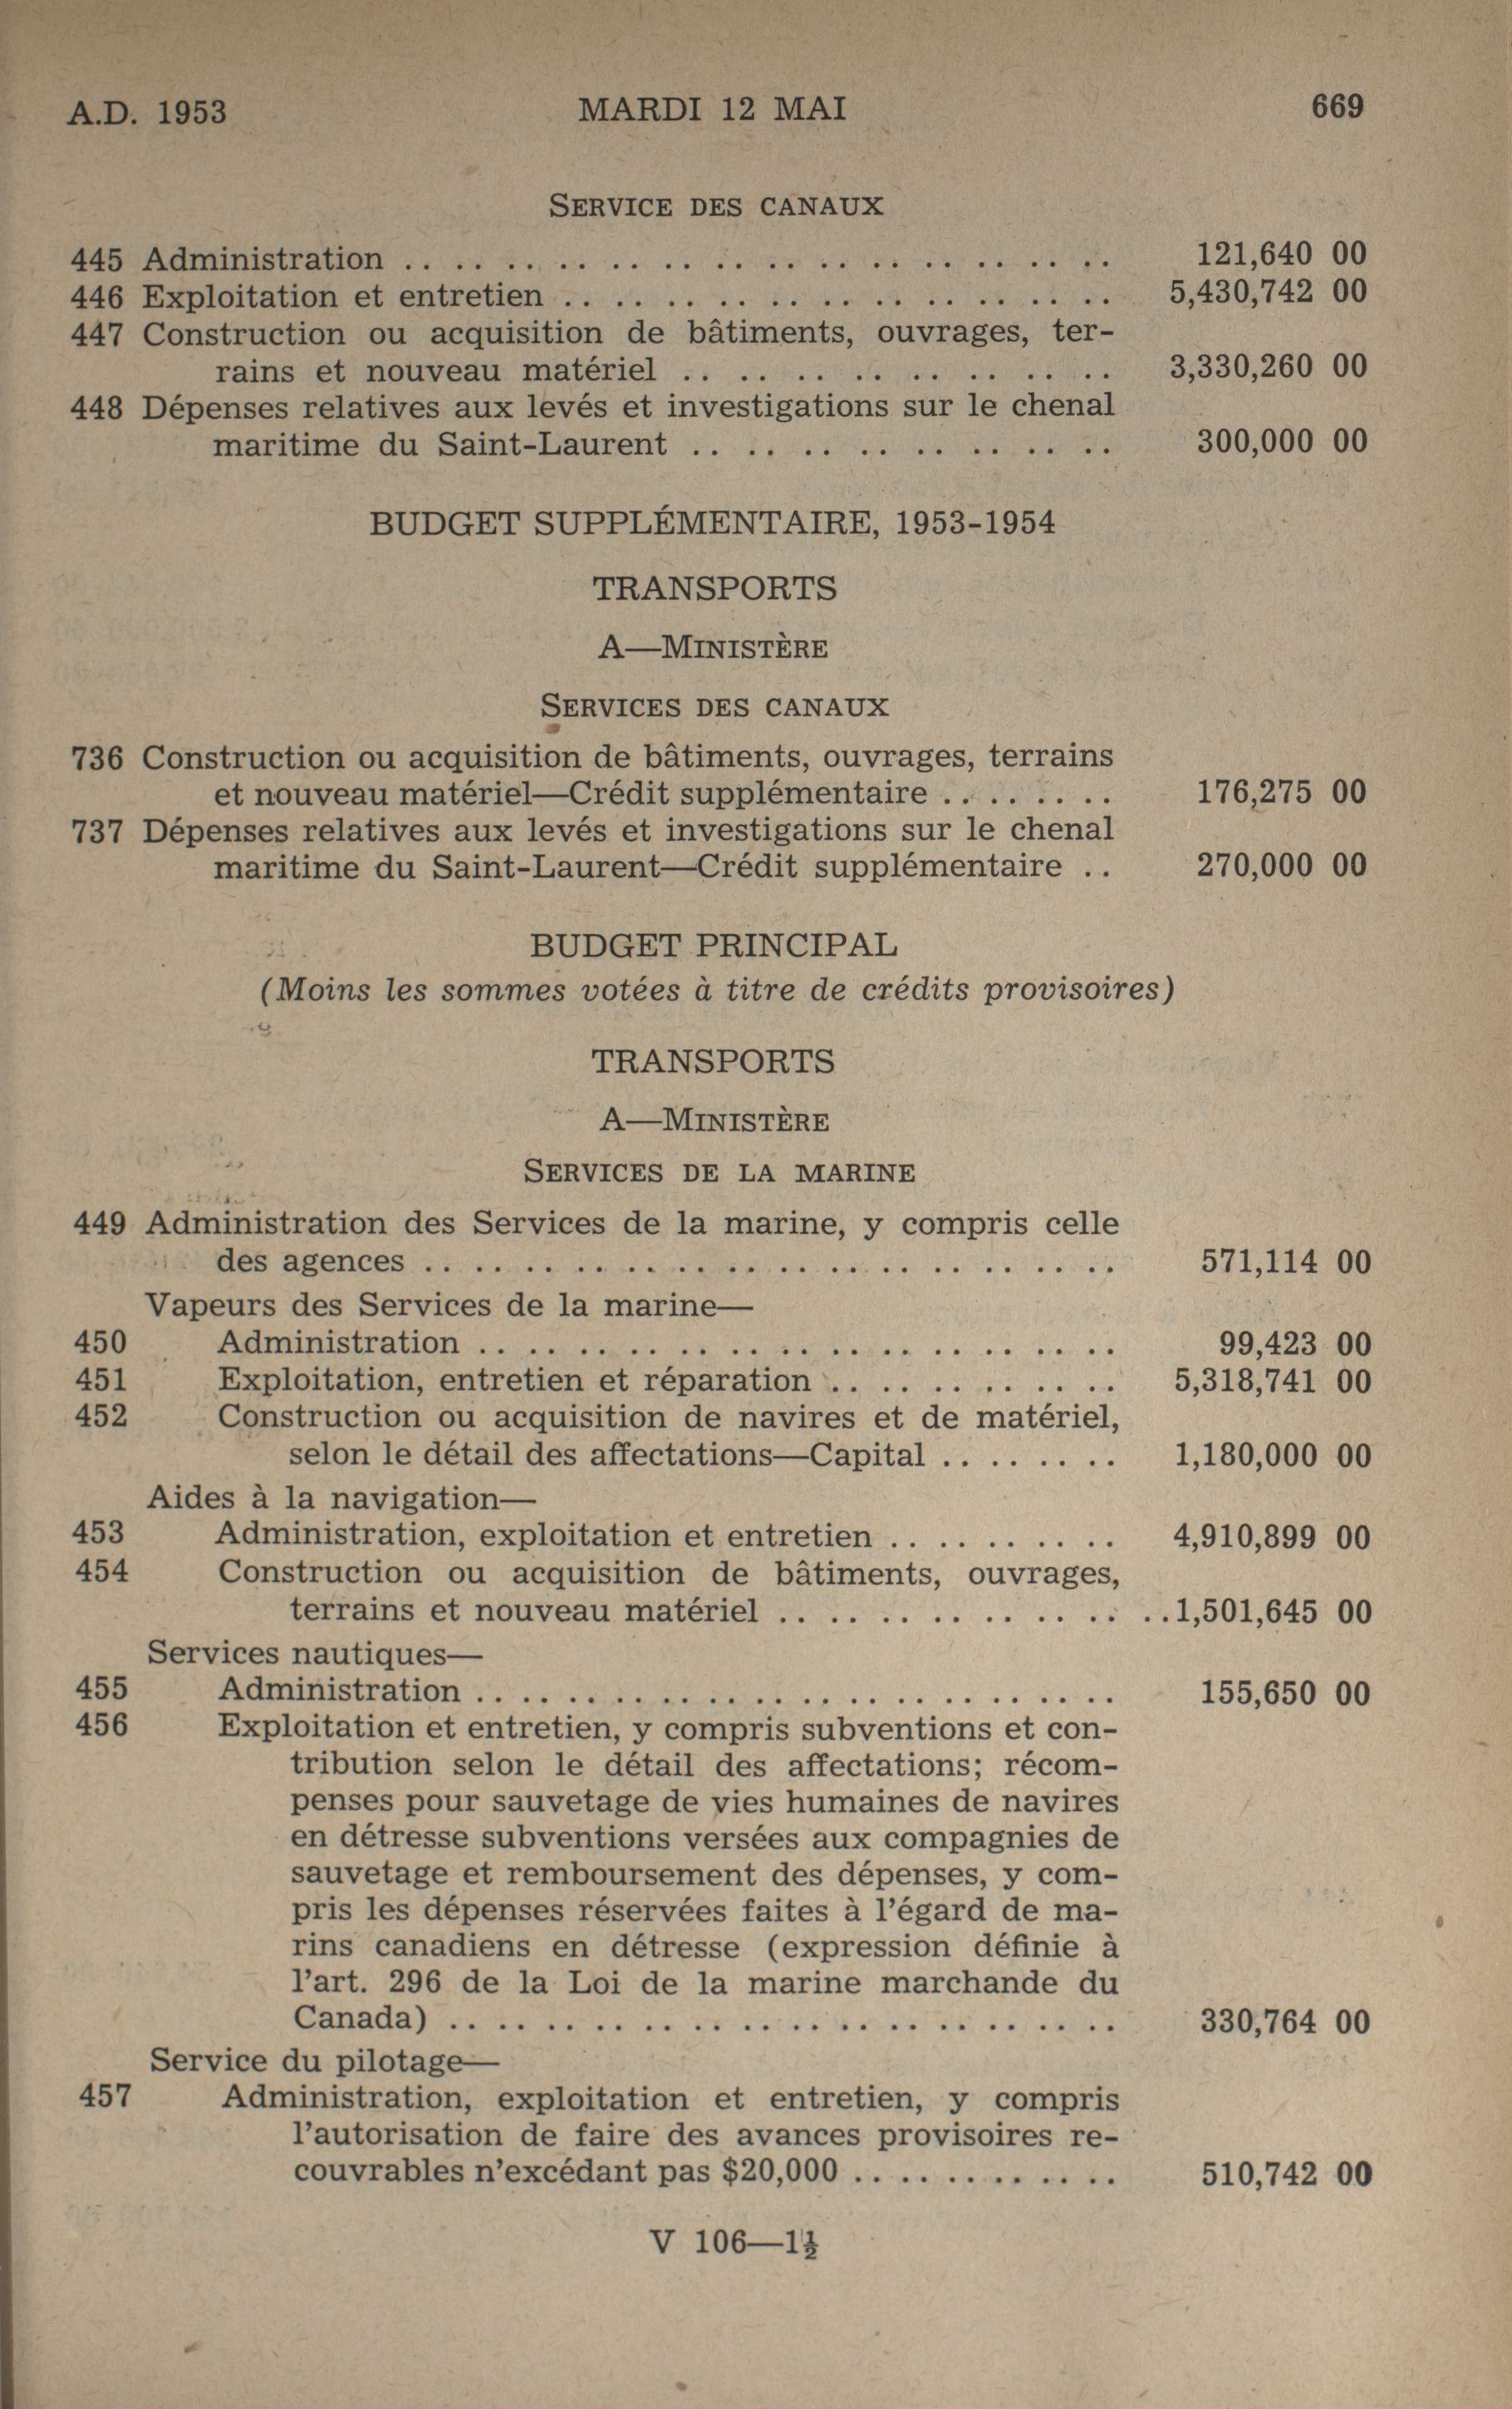 A.D. 1953 MARDI 12 MAI 669
SERVICE DES CANAUX
445 Administration .. .. .. .. .. .. .. .. .. .. .. .. .. .. 121,640 00
446 Exploitation et entretien .. .. .. .. .. .. .. .. .. .. .. 5,430,742 00
447 Construction ou acquisition de bâtiments, ouvrages, ter-
rains et nouveau matériel .. .. .. .. .. .. .. .. 3,330,260 00
448 Dépenses relatives aux levés et investigations sur le chenal
maritime du Saint-Laurent .. .. .. .. .. .. .. .. 300,000 00
BUDGET SUPPLÉMENTAIRE, 1953-1954
TRANSPORTS
A—MINISTÈRE
SERVICES DES CANAUX
736 Construction ou acquisition de bâtiments, ouvrages, terrains
et nouveau matériel—Crédit supplémentaire .. .. .. .. 176,275 00
737 Dépenses relatives aux levés et investigations sur le chenal
maritime du Saint-Laurent—Crédit supplémentaire .. 270,000 00
BUDGET PRINCIPAL
(Moins les sommes votées à titre de crédits provisoires)
TRANSPORTS
A—MINISTÈRE
SERVICES DE LA MARINE
449 Administration des Services de la marine, y compris celle
des agences .. .. .. .. .. .. .. .. .. .. .. .. .. .. 571,114 00
Vapeurs des Services de la marine—
450 Administration .. .. .. .. .. .. .. .. .. .. .. .. .. 99,423 00
451 Exploitation, entretien et réparation .. .. .. .. .. .. 5,318,741 00
452 Construction ou acquisition de navires et de matériel,
selon le détail des affectations—Capital .. .. .. .. 1,180,000 00
Aides à la navigation—
453 Administration, exploitation et entretien .. .. .. .. .. 4,910,899 00
454 Construction ou acquisition de bâtiments, ouvrages,
terrains et nouveau matériel .. .. .. .. .. .. .. ..1,501,645 00
Services nautiques—
455 Administration .. .. .. .. .. .. .. .. .. .. .. .. .. .. 155,650 00
456 Exploitation et entretien, y compris subventions et con-
tribution selon le détail des affectations; récom-
penses pour sauvetage de vies humaines de navires
en détresse subventions versées aux compagnies de
sauvetage et remboursement des dépenses, y com-
pris les dépenses réservées faites à l'égard de ma-
rins canadiens en détresse (expression définie à
l'art. 296 de la Loi de la marine marchande du
Canada) .. .. .. .. .. .. .. .. .. .. .. .. .. .. 330,764 00
Service du pilotage—
457 Administration, exploitation et entretien, y compris
l'autorisation de faire des avances provisoires re-
couvrables n'excédant pas $20,000 .. .. .. .. .. .. 510,742 00
V 106—1½